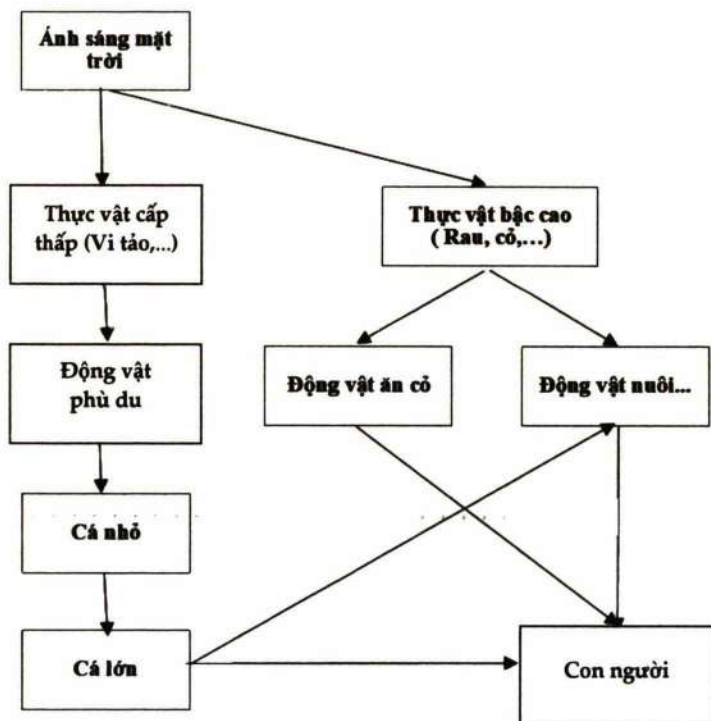 Ánh sáng mặt
trời
Thực vật cấp
thấp (Vi tảo,...)
Thực vật bậc cao
( Rau, cỏ,...)
Động vật
phù du
Động vật ăn cỏ
Động vật nuôi...
Cá nhỏ
Cá lớn
Con người